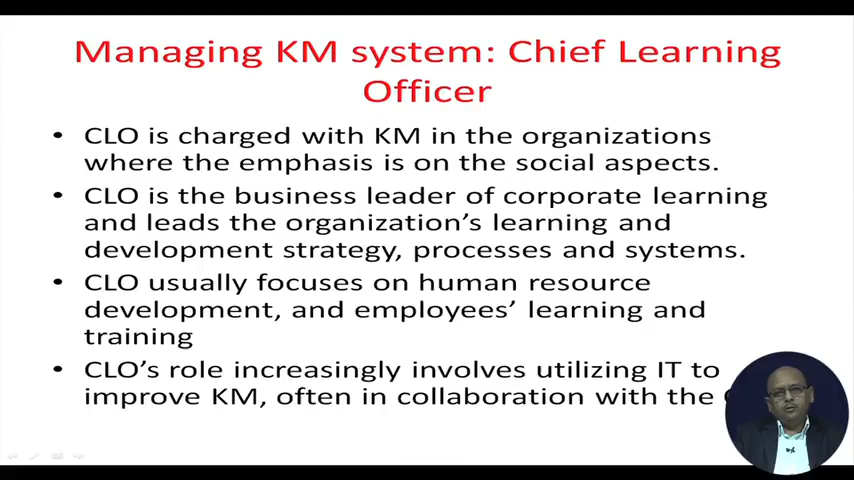 Managing KM system: Chief Learning
Officer
• CLO is charged with KM in the organizations
where the emphasis is on the social aspects.
• CLO is the business leader of corporate learning
and leads the organization's learning and
development strategy, processes and systems.
• CLO usually focuses on human resource
development, and employees' learning and
training
• CLO's role increasingly involves utilizing IT to
improve KM, often in collaboration with the